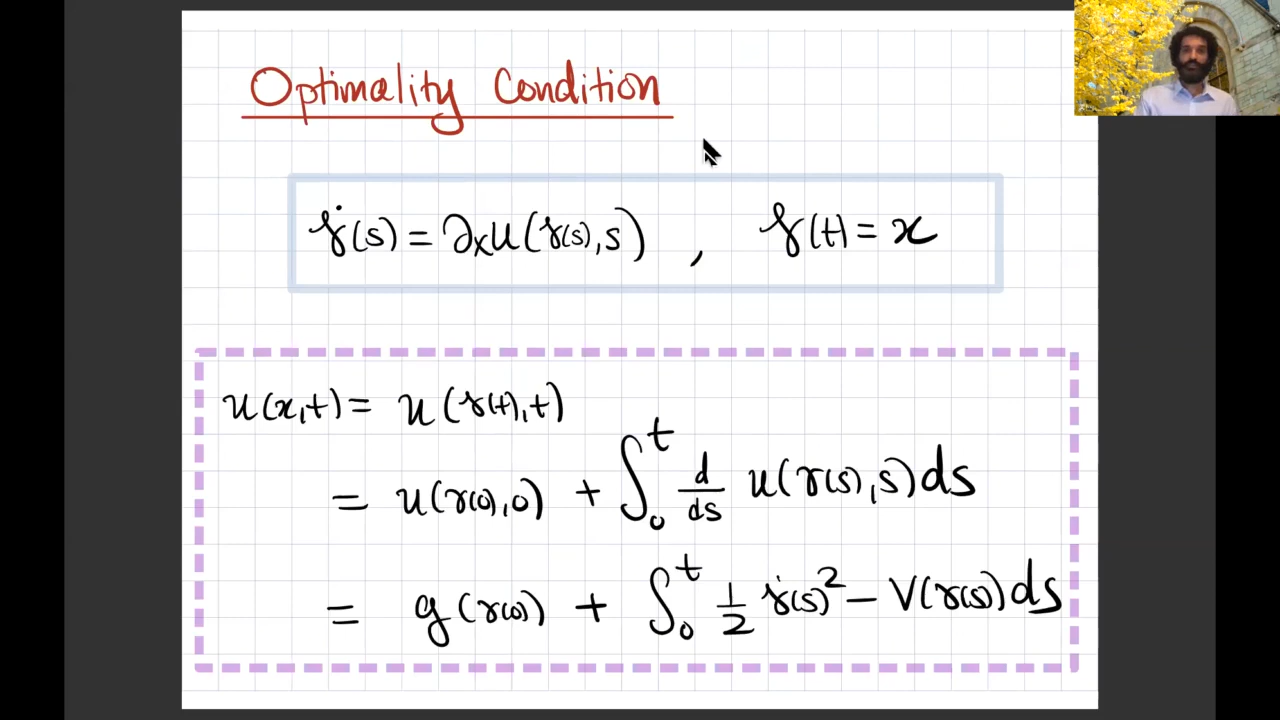 Optimality Condition
γ̇(s) = ∂ₓu(γ(s),s) , γ(t) = x
u(x,t) = u(γ(t),t)
= u(γ(0),0) + ∫₀ᵗ d/ds u(γ(s),s)ds
= g(γ(0)) + ∫₀ᵗ 1/2 γ̇(s)² − V(γ(s))ds